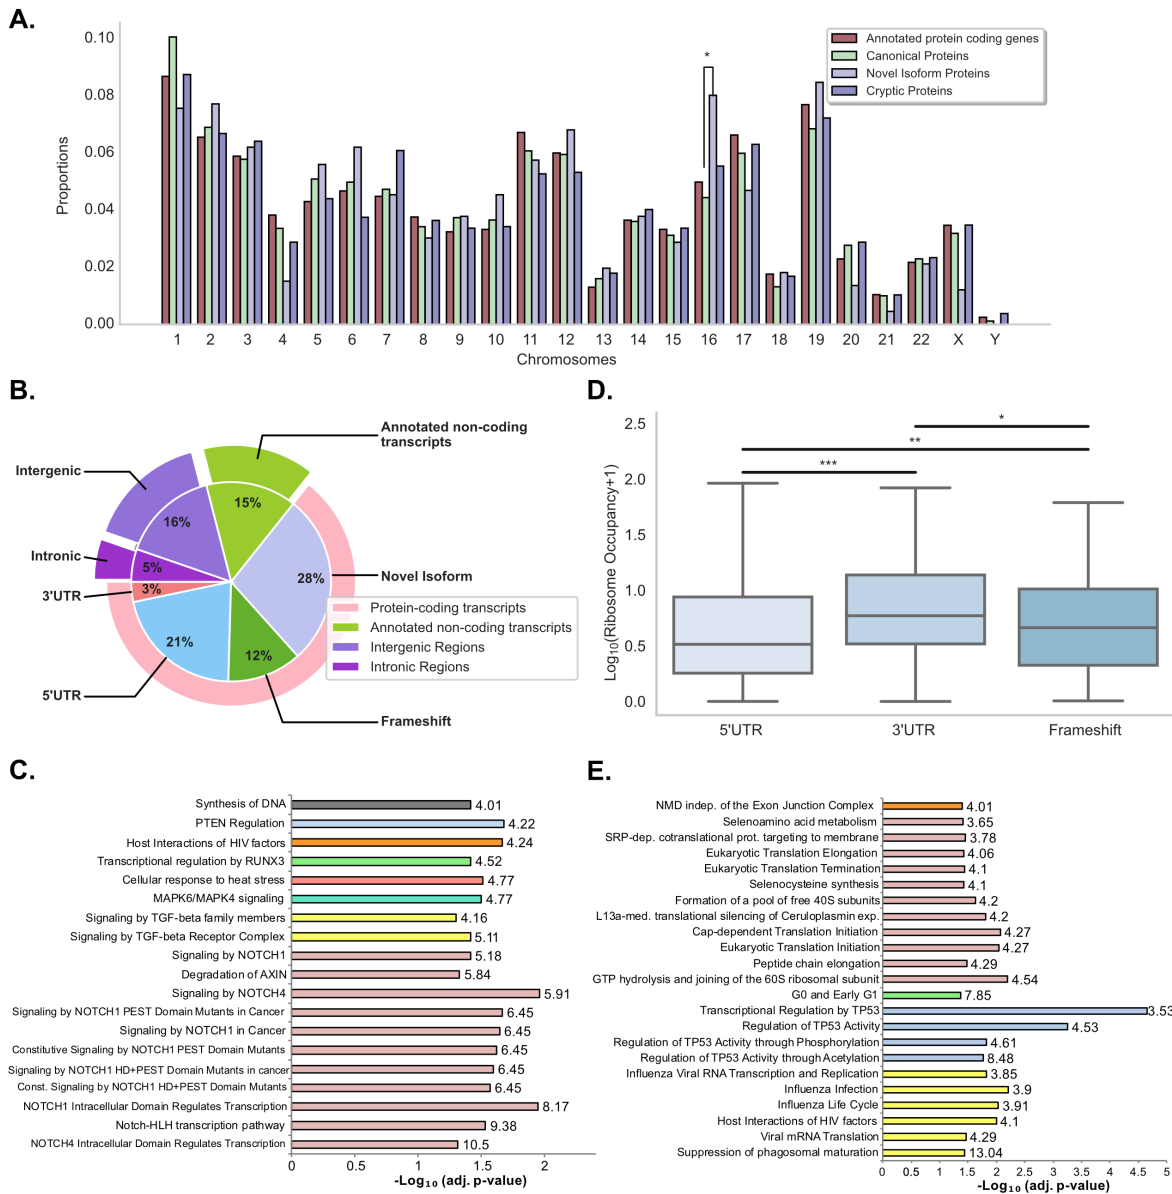 A.
0.10
0.08
0.06
0.04
0.02
0.00
Proportions
*
Annotated protein coding genes
Canonical Proteins
Novel Isoform Proteins
Cryptic Proteins
1 2 3 4 5 6 7 8 9 10 11 12 13 14 15 16 17 18 19 20 21 22 X Y
Chromosomes
B.
Annotated non-coding
transcripts
Intergenic
15%
16%
Intronic
5%
28%
Novel Isoform
3'UTR
3%
21%
12%
5'UTR
Frameshift
Protein-coding transcripts
Annotated non-coding transcripts
Intergenic Regions
Intronic Regions
D.
2.5
2.0
1.5
1.0
0.5
0.0
Log10(Ribosome Occupancy+1)
*
**
***
5'UTR 3'UTR Frameshift
C.
Synthesis of DNA 4.01
PTEN Regulation 4.22
Host Interactions of HIV factors 4.24
Transcriptional regulation by RUNX3 4.52
Cellular response to heat stress 4.77
MAPK6/MAPK4 signaling 4.77
Signaling by TGF-beta family members 4.16
Signaling by TGF-beta Receptor Complex 5.11
Signaling by NOTCH1 5.18
Degradation of AXIN 5.84
Signaling by NOTCH4 5.91
Signaling by NOTCH1 PEST Domain Mutants in Cancer 6.45
Signaling by NOTCH1 in Cancer 6.45
Constitutive Signaling by NOTCH1 PEST Domain Mutants 6.45
Signaling by NOTCH1 HD+PEST Domain Mutants in cancer 6.45
Const. Signaling by NOTCH1 HD+PEST Domain Mutants 6.45
NOTCH1 Intracellular Domain Regulates Transcription 8.17
Notch-HLH transcription pathway 9.38
NOTCH4 Intracellular Domain Regulates Transcription 10.5
0 0.5 1 1.5 2
-Log10 (adj. p-value)
E.
NMD indep. of the Exon Junction Complex 4.01
Selenoamino acid metabolism 3.65
SRP-dep. cotranslational prot. targeting to membrane 3.78
Eukaryotic Translation Elongation 4.06
Eukaryotic Translation Termination 4.1
Selenocysteine synthesis 4.1
Formation of a pool of free 40S subunits 4.2
L13a-med. translational silencing of Ceruloplasmin exp. 4.2
Cap-dependent Translation Initiation 4.27
Eukaryotic Translation Initiation 4.27
Peptide chain elongation 4.29
GTP hydrolysis and joining of the 60S ribosomal subunit 4.54
G0 and Early G1 7.85
Transcriptional Regulation by TP53 3.53
Regulation of TP53 Activity 4.53
Regulation of TP53 Activity through Phosphorylation 4.61
Regulation of TP53 Activity through Acetylation 8.48
Influenza Viral RNA Transcription and Replication 3.85
Influenza Infection 3.9
Influenza Life Cycle 3.91
Host Interactions of HIV factors 4.1
Viral mRNA Translation 4.29
Suppression of phagosomal maturation 13.04
0 0.5 1 1.5 2 2.5 3 3.5 4 4.5 5
-Log10 (adj. p-value)